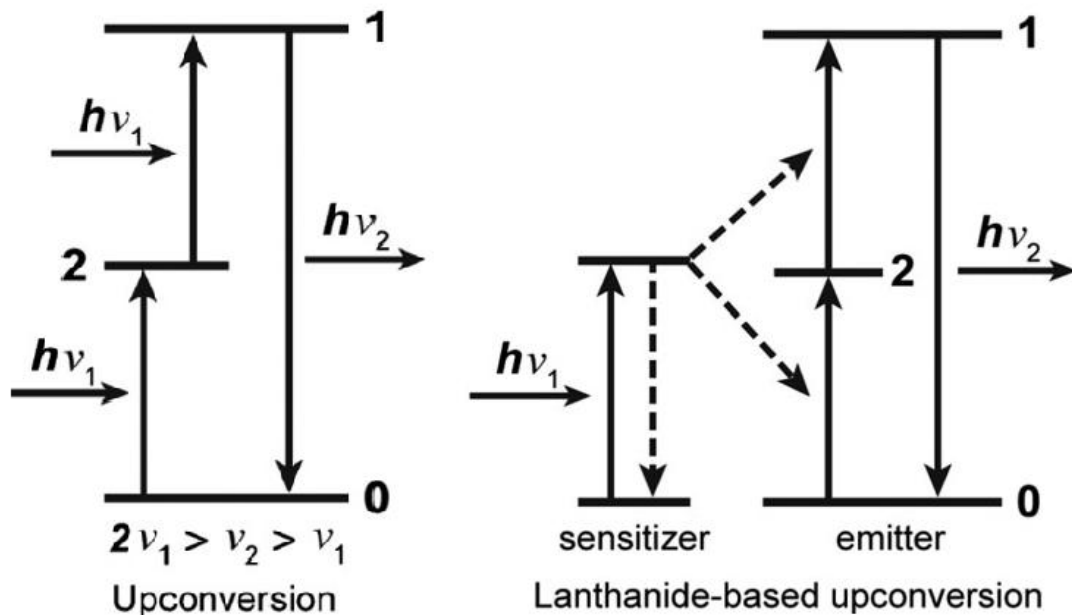 1
hν₁
2
hν₂
hν₁
0
2ν₁ > ν₂ > ν₁
Upconversion
1
2
hν₂
hν₁
0
sensitizer
emitter
Lanthanide-based upconversion